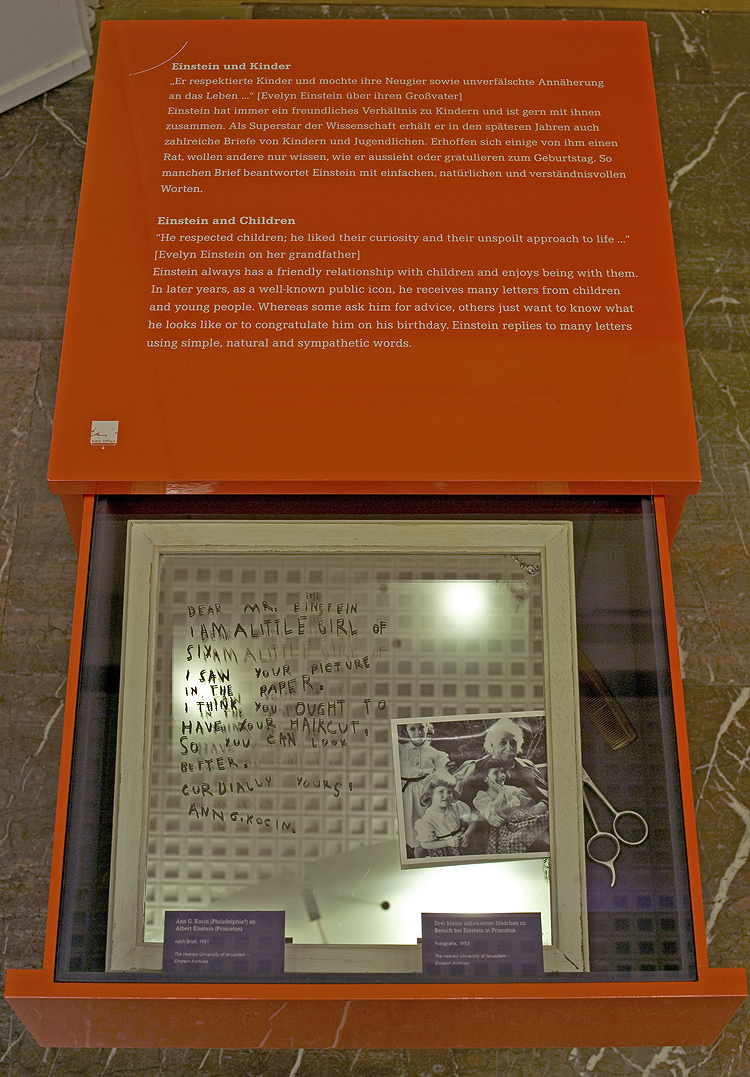 Einstein und Kinder
„Er respektierte Kinder und mochte ihre Neugier sowie unverfälschte Annäherung
an das Leben ...“ [Evelyn Einstein über ihren Großvater]
Einstein hat immer ein freundliches Verhältnis zu Kindern und ist gern mit ihnen
zusammen. Als Superstar der Wissenschaft erhält er in den späteren Jahren auch
zahlreiche Briefe von Kindern und Jugendlichen. Erhoffen sich einige von ihm einen
Rat, wollen andere nur wissen, wie er aussieht oder gratulieren zum Geburtstag. So
manchen Brief beantwortet Einstein mit einfachen, natürlichen und verständnisvollen
Worten.
Einstein and Children
“He respected children; he liked their curiosity and their unspoilt approach to life ...”
[Evelyn Einstein on her grandfather]
Einstein always has a friendly relationship with children and enjoys being with them.
In later years, as a well-known public icon, he receives many letters from children
and young people. Whereas some ask him for advice, others just want to know what
he looks like or to congratulate him on his birthday. Einstein replies to many letters
using simple, natural and sympathetic words.
DEAR MR. EINSTEIN
I AM A LITTLE GIRL OF
SIX
I SAW YOUR PICTURE
IN THE PAPER.
I THINK YOU OUGHT TO
HAVE YOUR HAIRCUT,
SO YOU CAN LOOK
BETTER.
CORDIALLY YOURS!
ANN G. KOCIN.
Ann G. Kocin (Philadelphia?) an
Albert Einstein (Princeton)
nach Brief, 1951
The Hebrew University of Jerusalem –
Einstein Archives
Drei kleine unbekannte Mädchen zu
Besuch bei Einstein in Princeton
Fotografie, 1953
The Hebrew University of Jerusalem –
Einstein Archives